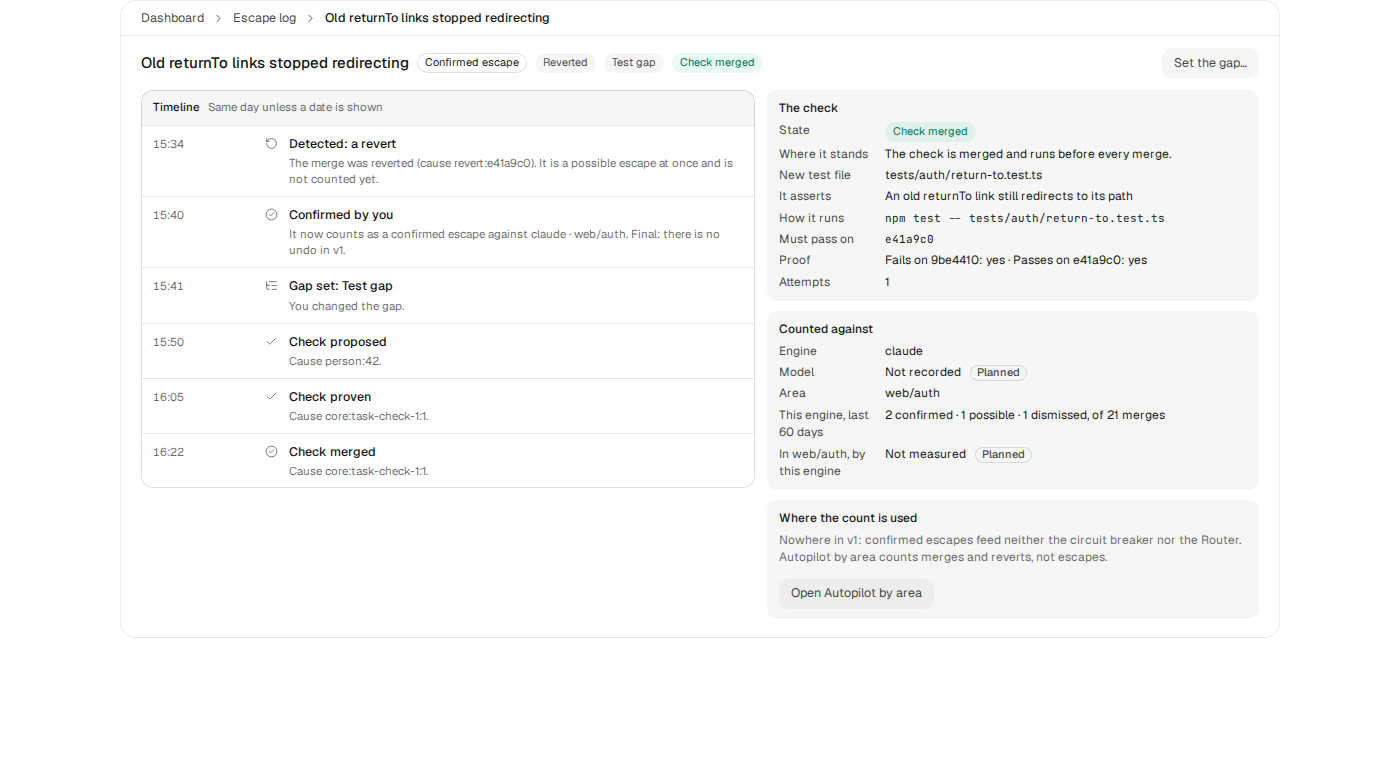 Dashboard > Escape log > Old returnTo links stopped redirecting
Old returnTo links stopped redirecting Confirmed escape Reverted Test gap Check merged Set the gap…
Timeline Same day unless a date is shown
15:34 Detected: a revert
The merge was reverted (cause revert:e41a9c0). It is a possible escape at once and is
not counted yet.
15:40 Confirmed by you
It now counts as a confirmed escape against claude · web/auth. Final: there is no
undo in v1.
15:41 Gap set: Test gap
You changed the gap.
15:50 Check proposed
Cause person:42.
16:05 Check proven
Cause core:task-check-1:1.
16:22 Check merged
Cause core:task-check-1:1.
The check
State Check merged
Where it stands The check is merged and runs before every merge.
New test file tests/auth/return-to.test.ts
It asserts An old returnTo link still redirects to its path
How it runs npm test -- tests/auth/return-to.test.ts
Must pass on e41a9c0
Proof Fails on 9be4410: yes · Passes on e41a9c0: yes
Attempts 1
Counted against
Engine claude
Model Not recorded Planned
Area web/auth
This engine, last 2 confirmed · 1 possible · 1 dismissed, of 21 merges
60 days
In web/auth, by Not measured Planned
this engine
Where the count is used
Nowhere in v1: confirmed escapes feed neither the circuit breaker nor the Router.
Autopilot by area counts merges and reverts, not escapes.
Open Autopilot by area